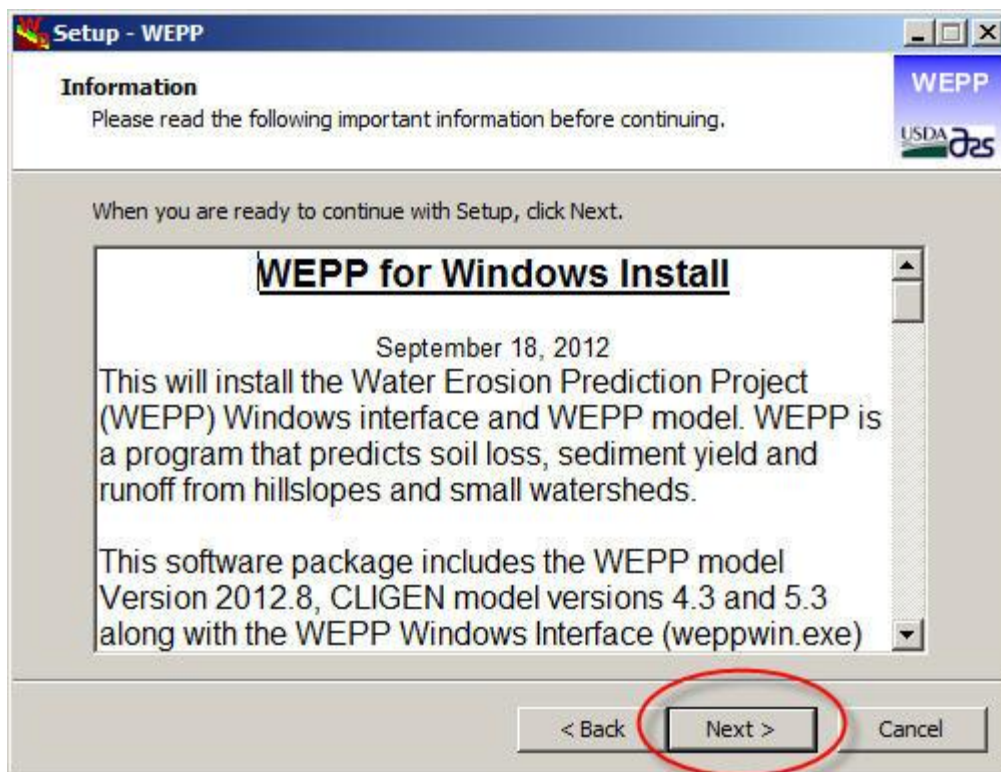 Setup - WEPP
Information
Please read the following important information before continuing.
WEPP
USDA ars
When you are ready to continue with Setup, click Next.
WEPP for Windows Install
September 18, 2012
This will install the Water Erosion Prediction Project
(WEPP) Windows interface and WEPP model. WEPP is
a program that predicts soil loss, sediment yield and
runoff from hillslopes and small watersheds.
This software package includes the WEPP model
Version 2012.8, CLIGEN model versions 4.3 and 5.3
along with the WEPP Windows Interface (weppwin.exe)
< Back Next > Cancel